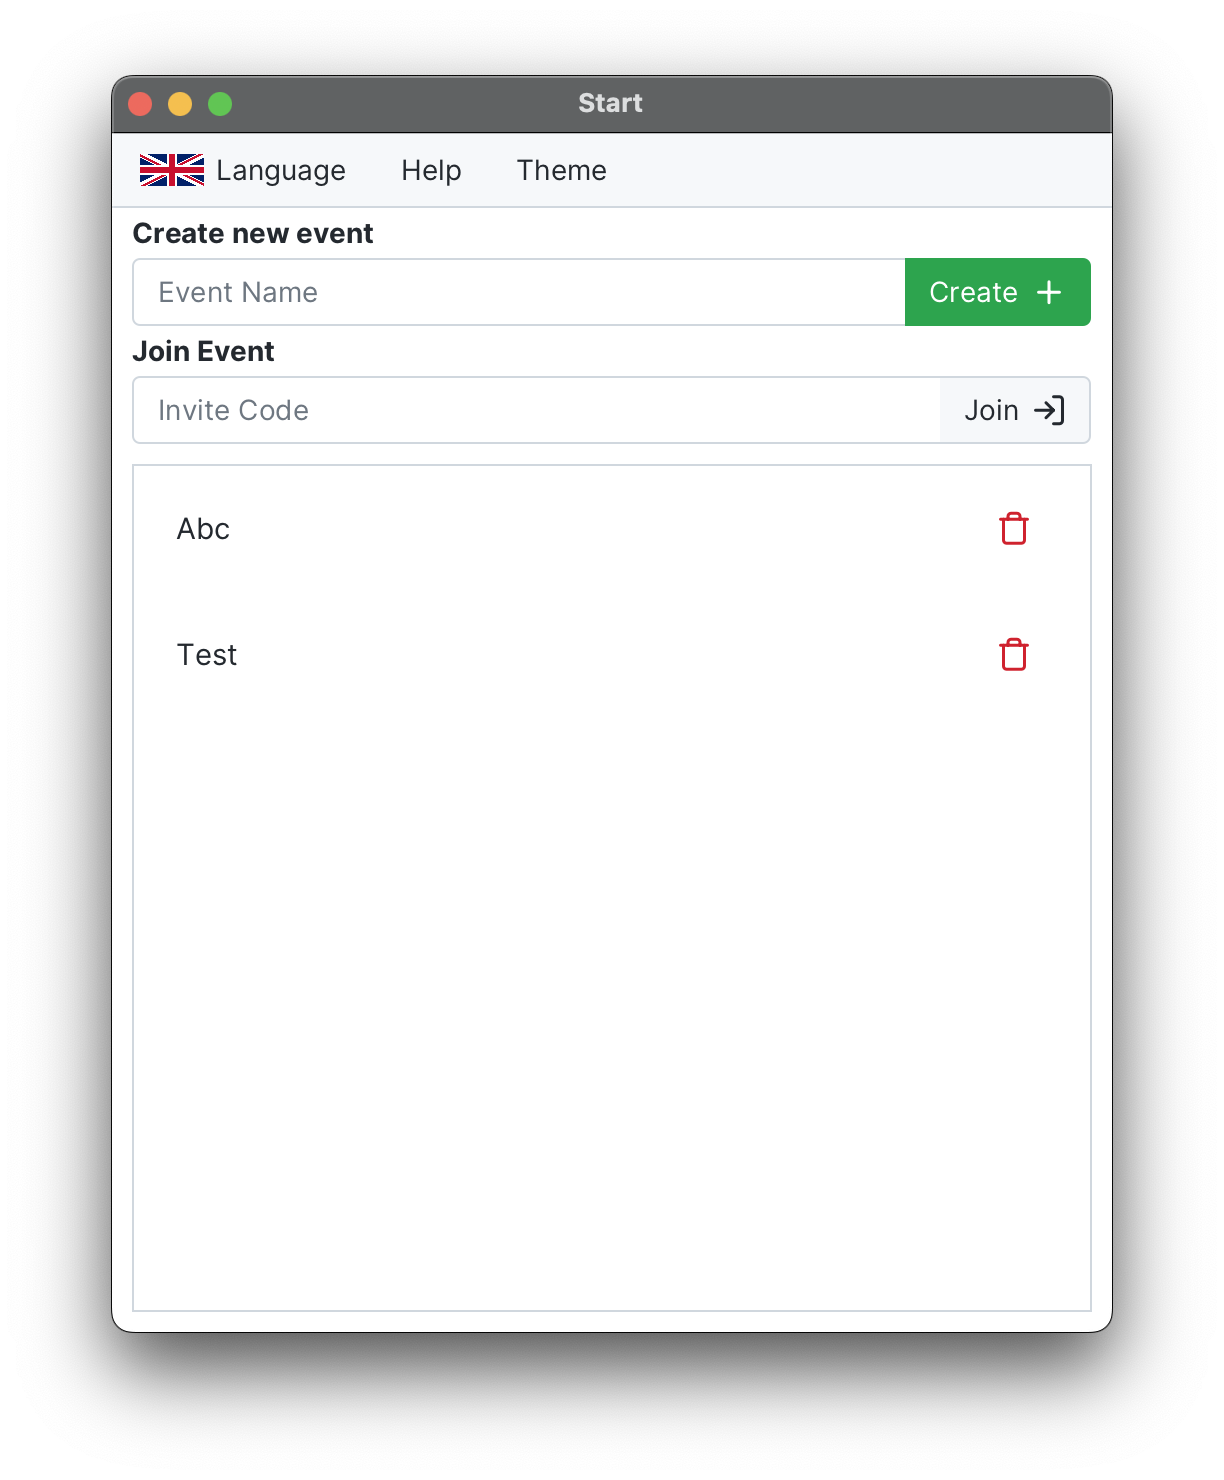 Start
Language Help Theme
Create new event
Event Name Create
Join Event
Invite Code Join
Abc
Test